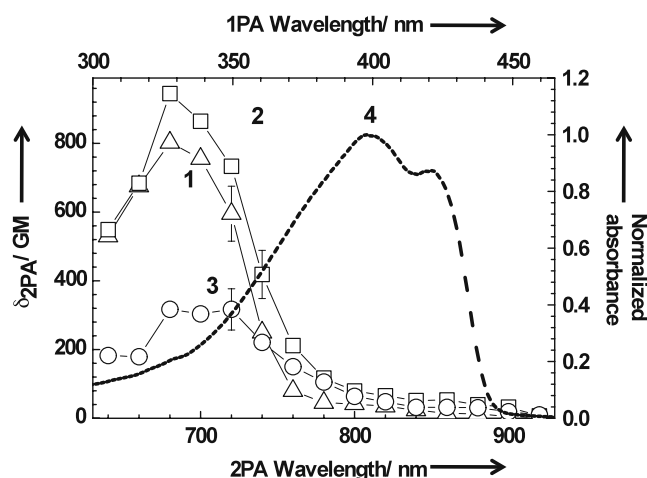 1PA Wavelength/ nm
300 350 400 450
δ2PA/ GM
800
600
400
200
0
1
2
3
4
1.2
1.0
0.8
0.6
0.4
0.2
0.0
Normalized
absorbance
700 800 900
2PA Wavelength/ nm